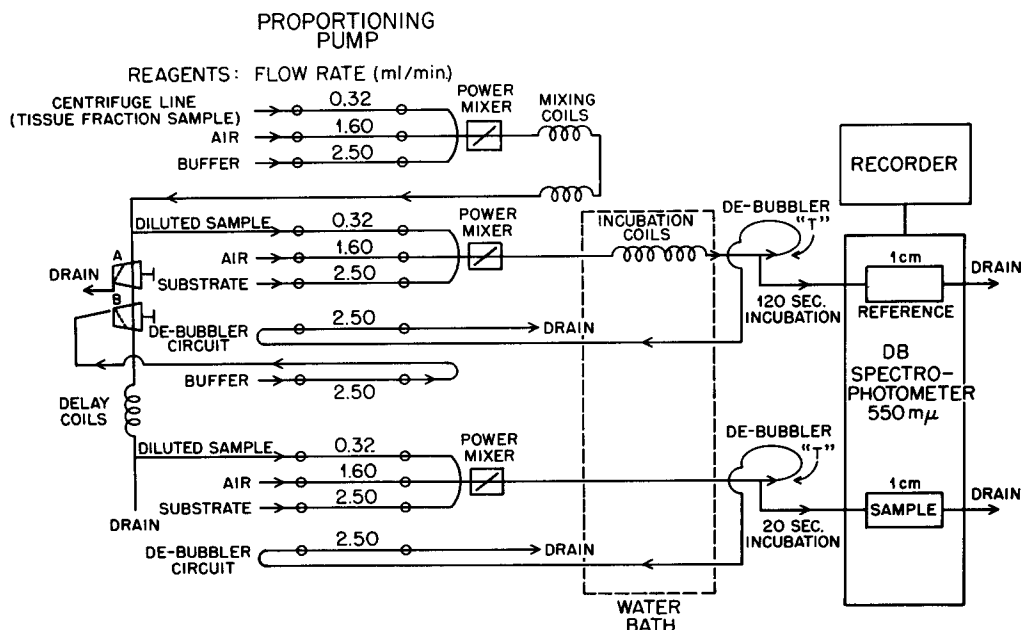 PROPORTIONING
PUMP
REAGENTS: FLOW RATE (ml/min.)
CENTRIFUGE LINE
(TISSUE FRACTION SAMPLE)
0.32
AIR
1.60
BUFFER
2.50
POWER
MIXER
MIXING
COILS
RECORDER
DILUTED SAMPLE
0.32
AIR
1.60
SUBSTRATE
2.50
POWER
MIXER
INCUBATION
COILS
DE-BUBBLER
"T"
A
DRAIN
B
120 SEC.
INCUBATION
1cm
REFERENCE
DRAIN
DE-BUBBLER
CIRCUIT
2.50
DRAIN
BUFFER
2.50
DB
SPECTRO-
PHOTOMETER
550 mμ
DELAY
COILS
DILUTED SAMPLE
0.32
AIR
1.60
SUBSTRATE
2.50
POWER
MIXER
DE-BUBBLER
"T"
20 SEC.
INCUBATION
1cm
SAMPLE
DRAIN
DRAIN
DE-BUBBLER
CIRCUIT
2.50
DRAIN
WATER
BATH